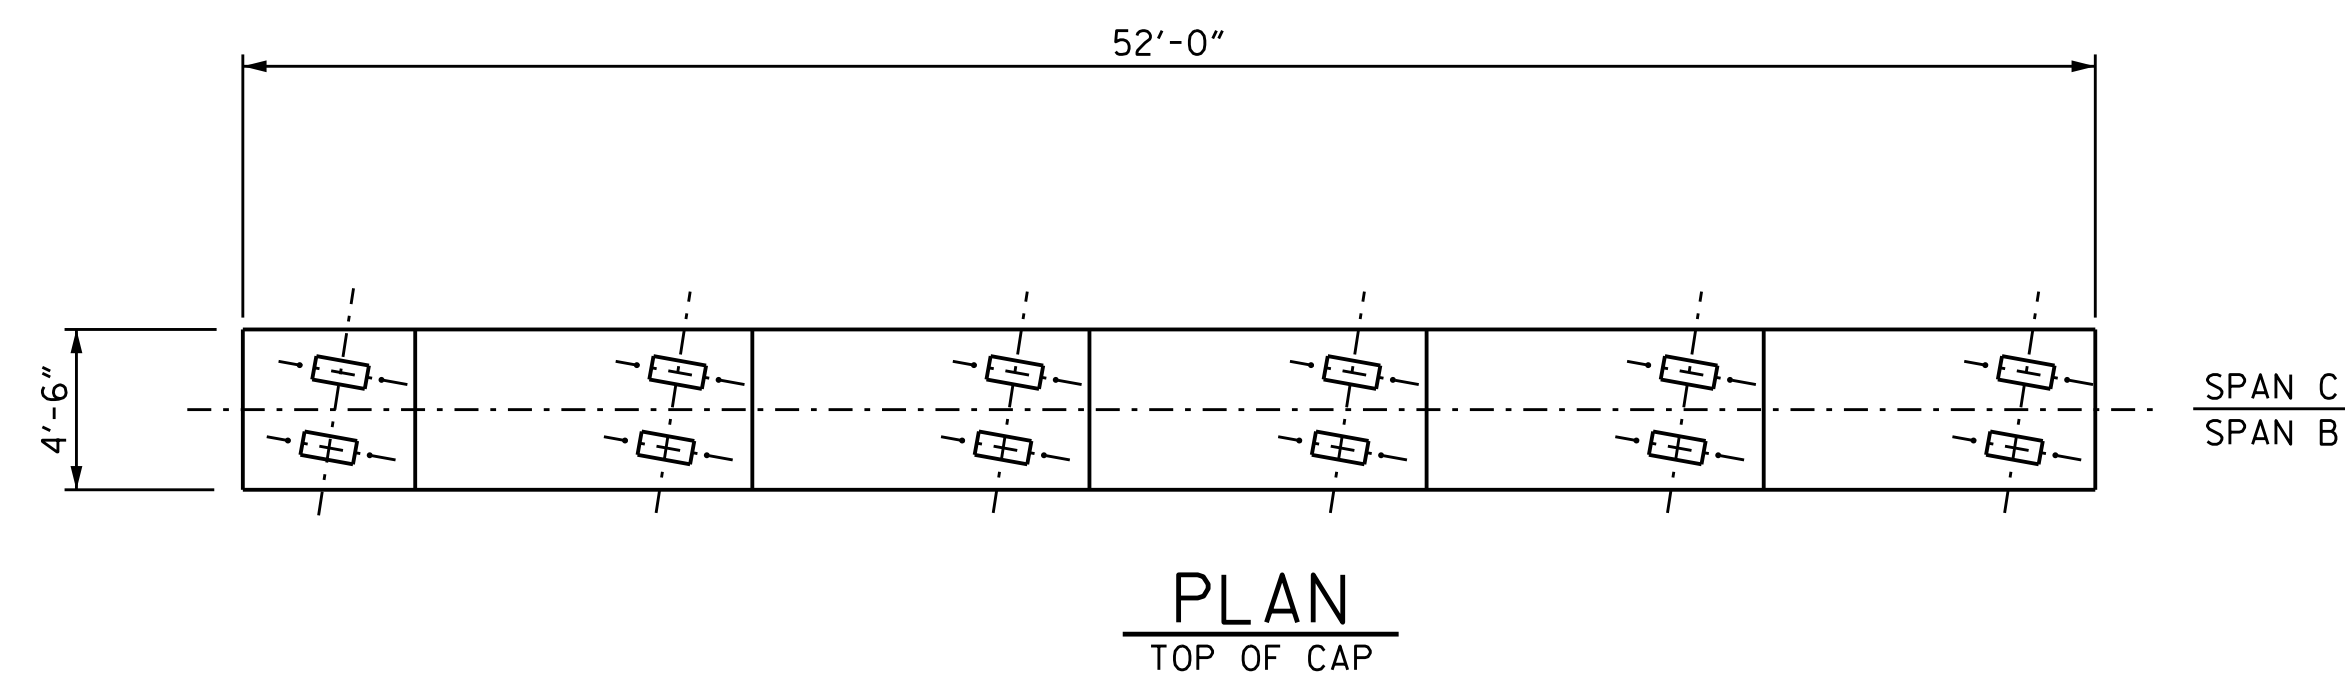 52'-0"
4'-6"
SPAN C
SPAN B
PLAN
TOP OF CAP